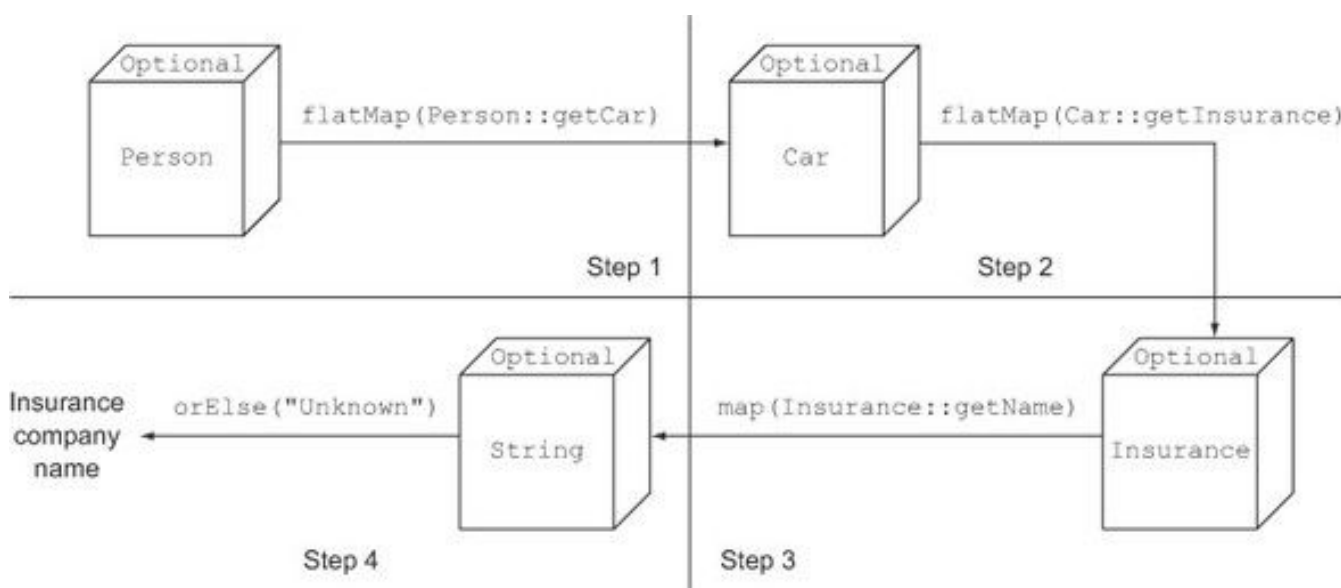 Optional
Person
flatMap(Person::getCar)
Step 1
Optional
Car
flatMap(Car::getInsurance)
Step 2
Optional
Insurance
map(Insurance::getName)
Step 3
Optional
String
orElse("Unknown")
Insurance
company
name
Step 4